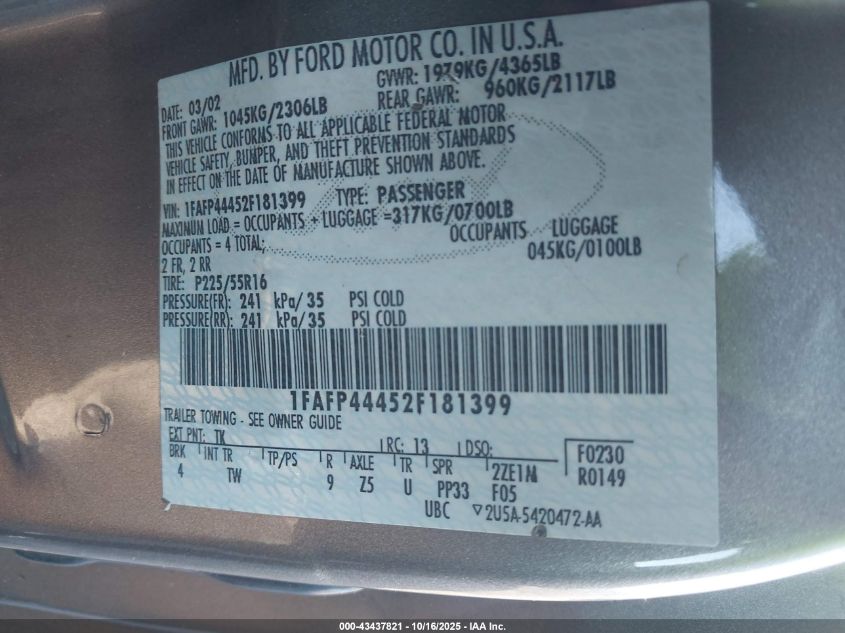 MFD. BY FORD MOTOR CO. IN U.S.A.
DATE: 03/02 GVWR: 1979KG/4365LB
FRONT GAWR: 1045KG/2306LB REAR GAWR: 960KG/2117LB
THIS VEHICLE CONFORMS TO ALL APPLICABLE FEDERAL MOTOR
VEHICLE SAFETY, BUMPER, AND THEFT PREVENTION STANDARDS
IN EFFECT ON THE DATE OF MANUFACTURE SHOWN ABOVE.
VIN: 1FAFP44452F181399 TYPE: PASSENGER
MAXIMUM LOAD = OCCUPANTS + LUGGAGE =317KG/0700LB
OCCUPANTS = 4 TOTAL; OCCUPANTS LUGGAGE
2 FR, 2 RR 045KG/0100LB
TIRE: P225/55R16
PRESSURE(FR): 241 kPa/ 35 PSI COLD
PRESSURE(RR): 241 kPa/ 35 PSI COLD
1FAFP44452F181399
TRAILER TOWING - SEE OWNER GUIDE
EXT PNT: TK RC: 13 DSO: F0230
BRK INT TR TP/PS R AXLE TR SPR 2ZE1M R0149
4 TW 9 Z5 U PP33 F05
UBC ▽2U5A-5420472-AA
000-43437821 - 10/16/2025 - IAA Inc.